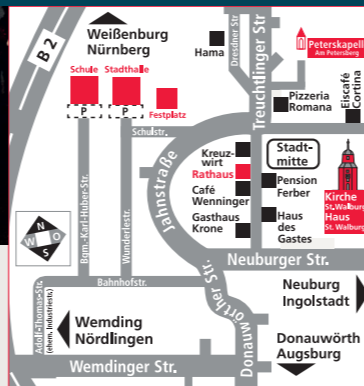 B 2
Weißenburg
Nürnberg
Hama
Dresdner Str
Treuchtlinger Str
Peterskapelle
Am Petersberg
Schule
Stadthalle
P
P
Festplatz
Pizzeria
Romana
Eiscafé
Cortina
Schulstr.
Jahnstraße
Kreuz-
wirt
Rathaus
Café
Wenninger
Gasthaus
Krone
Stadt-
mitte
Pension
Ferber
Haus
des
Gastes
Kirche
St. Walburg
Haus
St. Walburg
N
W
O
S
Bgm.-Karl-Huber-Str.
Wunderlestr.
Neuburger Str.
Bahnhofstr.
Adolf-Thomas-Str.
(ehem. Industriestr.)
Wemding
Nördlingen
Donauwörther Str.
Neuburg
Ingolstadt
Donauwörth
Augsburg
Wemdinger Str.